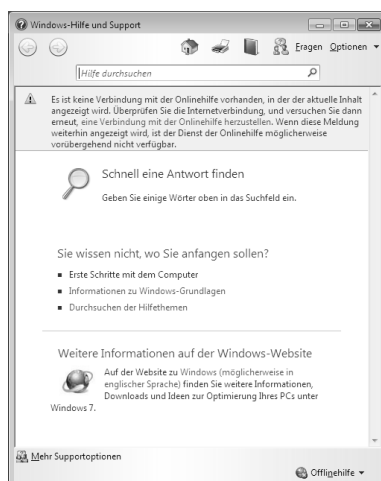 Windows-Hilfe und Support
Fragen Optionen
Hilfe durchsuchen
Es ist keine Verbindung mit der Onlinehilfe vorhanden, in der der aktuelle Inhalt
angezeigt wird. Überprüfen Sie die Internetverbindung, und versuchen Sie dann
erneut, eine Verbindung mit der Onlinehilfe herzustellen. Wenn diese Meldung
weiterhin angezeigt wird, ist der Dienst der Onlinehilfe möglicherweise
vorübergehend nicht verfügbar.
Schnell eine Antwort finden
Geben Sie einige Wörter oben in das Suchfeld ein.
Sie wissen nicht, wo Sie anfangen sollen?
Erste Schritte mit dem Computer
Informationen zu Windows-Grundlagen
Durchsuchen der Hilfethemen
Weitere Informationen auf der Windows-Website
Auf der Website zu Windows (möglicherweise in
englischer Sprache) finden Sie weitere Informationen,
Downloads und Ideen zur Optimierung Ihres PCs unter
Windows 7.
Mehr Supportoptionen
Offlinehilfe